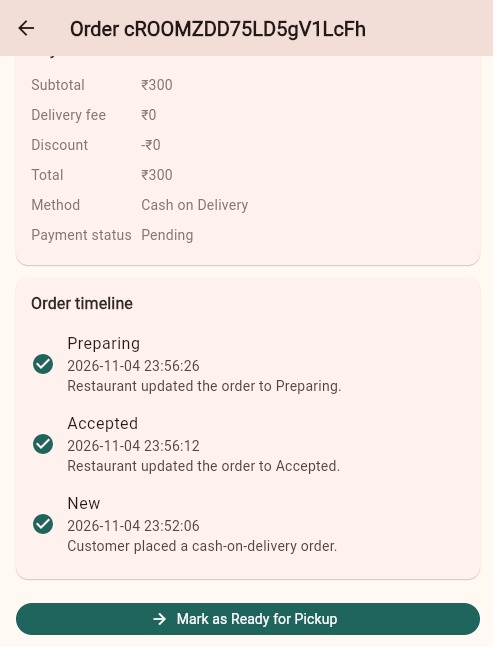 Order cROOMZDD75LD5gV1LcFh
Subtotal ₹300
Delivery fee ₹0
Discount -₹0
Total ₹300
Method Cash on Delivery
Payment status Pending
Order timeline
Preparing
2026-11-04 23:56:26
Restaurant updated the order to Preparing.
Accepted
2026-11-04 23:56:12
Restaurant updated the order to Accepted.
New
2026-11-04 23:52:06
Customer placed a cash-on-delivery order.
Mark as Ready for Pickup